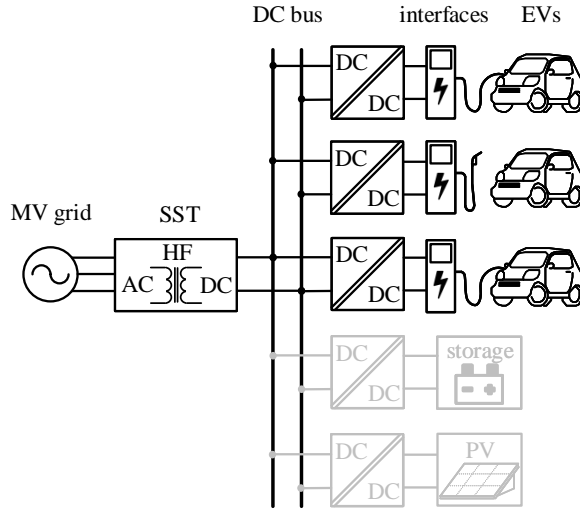 DC bus interfaces EVs
DC
DC
DC
DC
MV grid SST
HF
AC DC
DC
DC
DC
storage
DC
DC
PV
DC